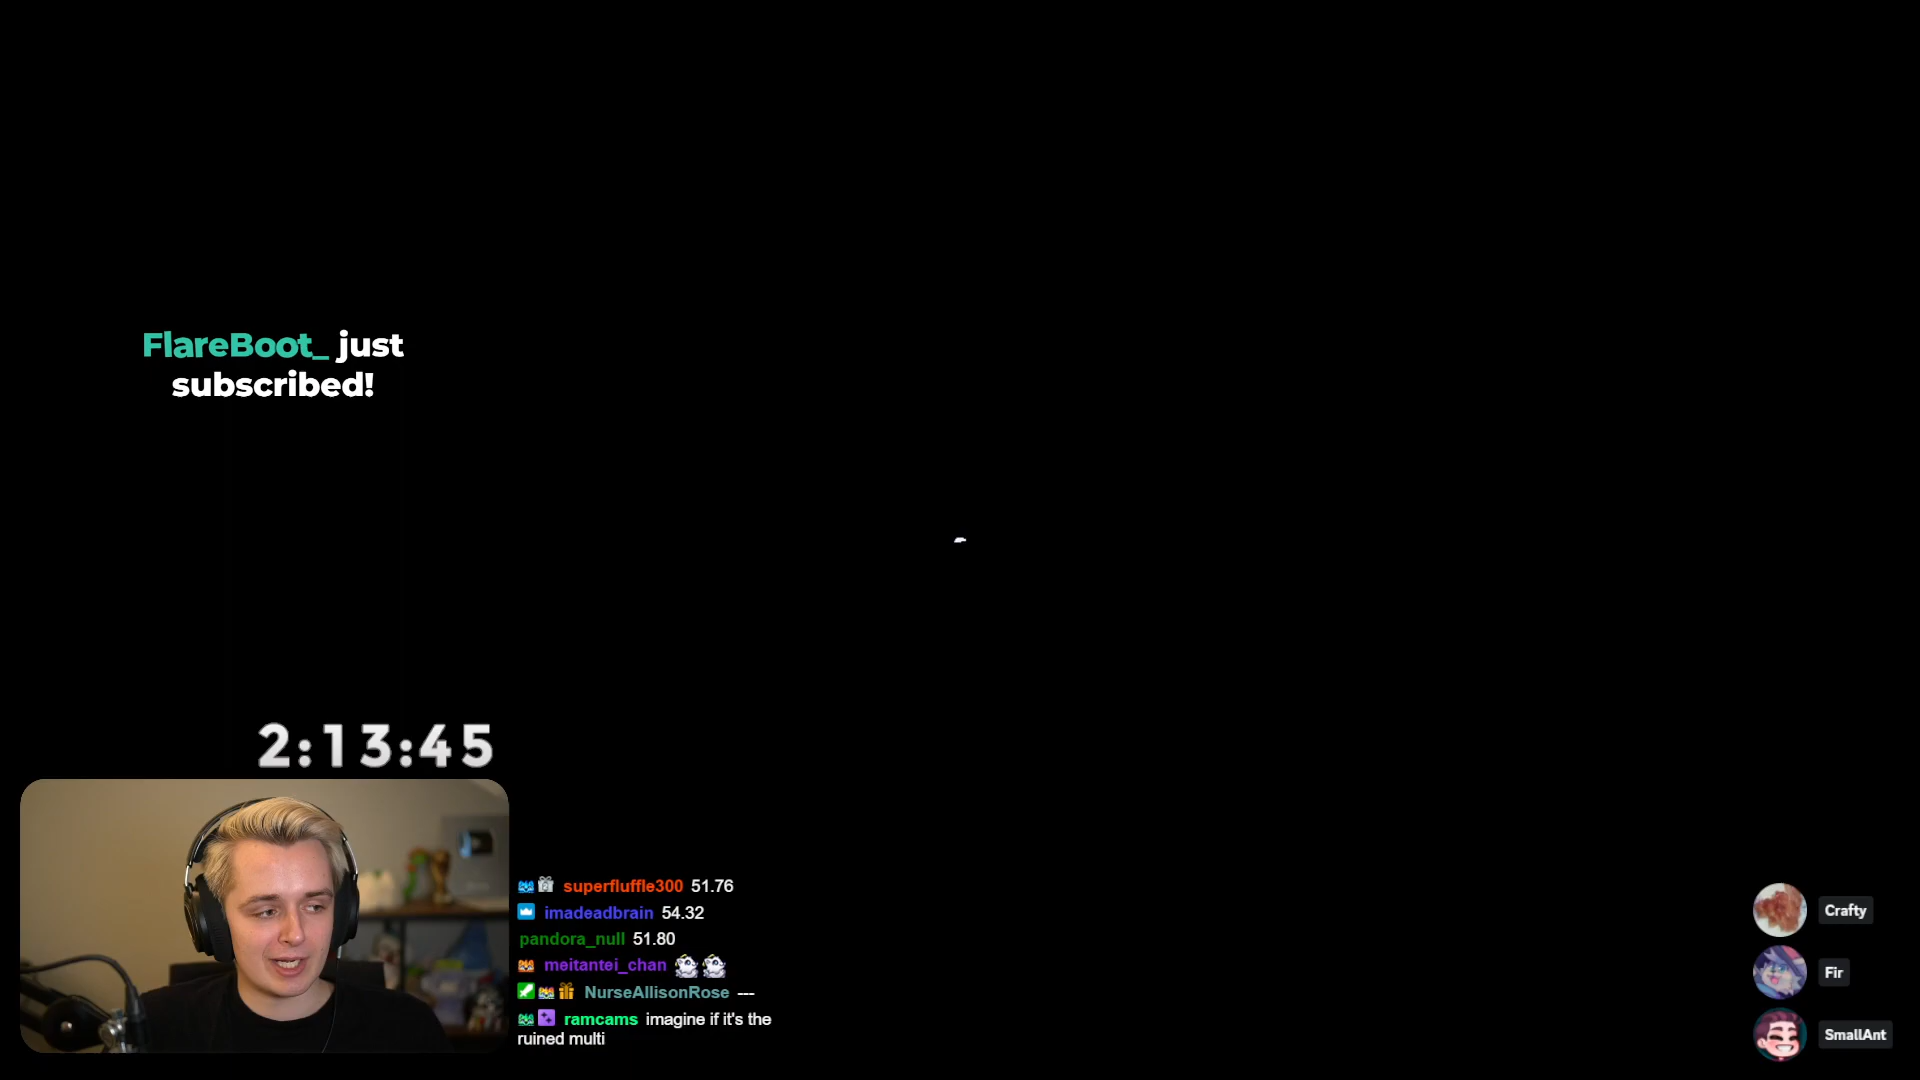 FlareBoot_ just
subscribed!
2:13:45
superfluffle300 51.76
imadeadbrain 54.32
pandora_null 51.80
meitantei_chan
NurseAllisonRose ---
ramcams imagine if it's the
ruined multi
Crafty
Fir
SmallAnt